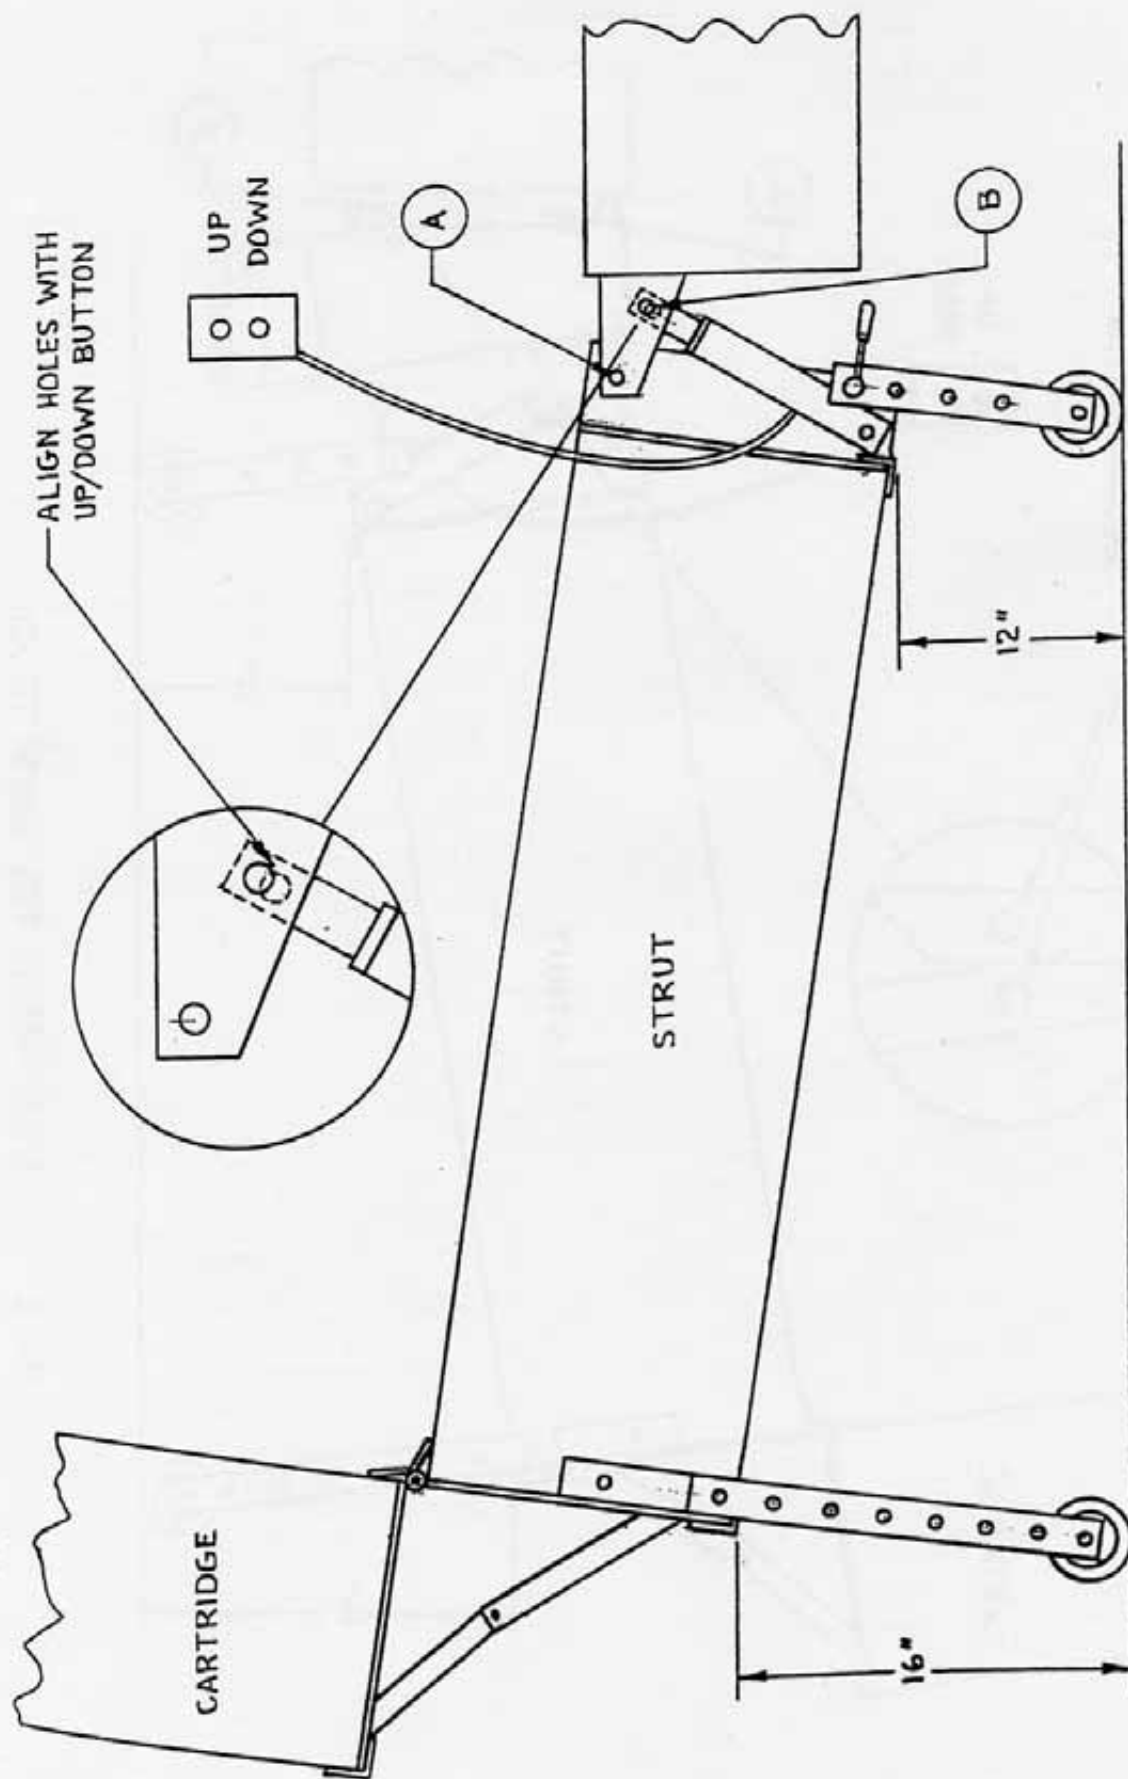 ALIGN HOLES WITH
UP/DOWN BUTTON
UP
DOWN
A
B
STRUT
CARTRIDGE
12"
16"